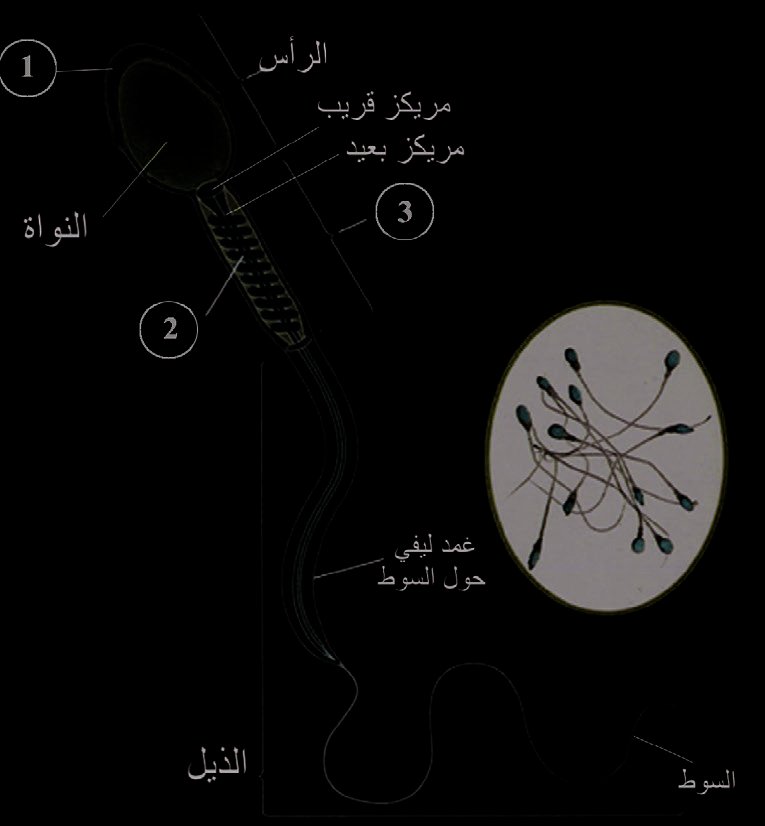 الرأس
1
مريكز قريب
مريكز بعيد
3
النواة
2
غمد ليفي
حول السوط
الذيل
السوط